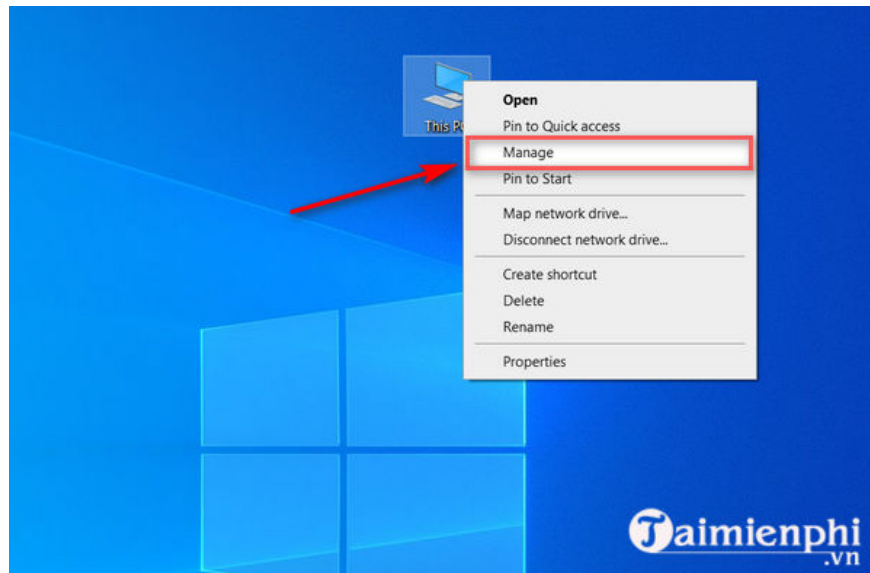 This P
Open
Pin to Quick access
Manage
Pin to Start
Map network drive...
Disconnect network drive...
Create shortcut
Delete
Rename
Properties
Taimienphi
.vn